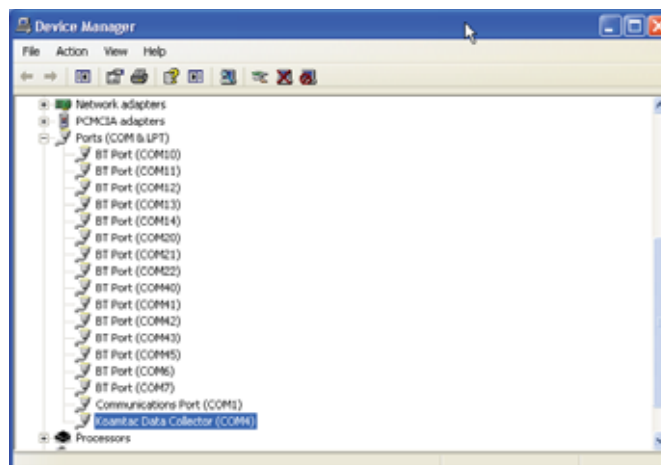 Device Manager
File Action View Help
Network adapters
PCMCIA adapters
Ports (COM & LPT)
BT Port (COM10)
BT Port (COM11)
BT Port (COM12)
BT Port (COM13)
BT Port (COM14)
BT Port (COM20)
BT Port (COM21)
BT Port (COM22)
BT Port (COM40)
BT Port (COM41)
BT Port (COM42)
BT Port (COM43)
BT Port (COM45)
BT Port (COM6)
BT Port (COM7)
Communications Port (COM1)
Koamtac Data Collector (COM4)
Processors